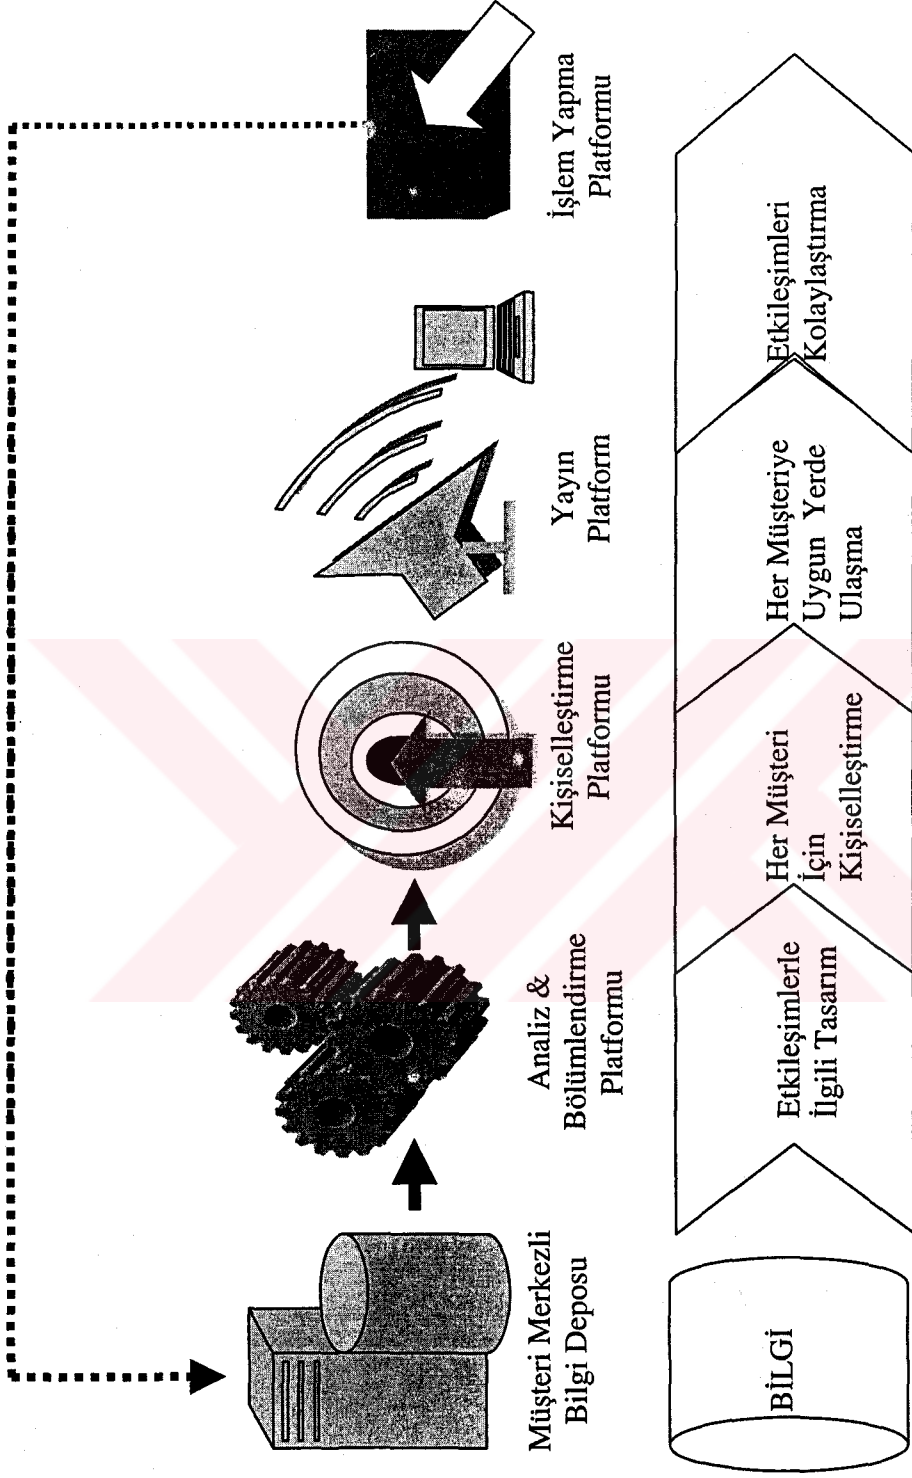 Müşteri Merkezli
Bilgi Deposu
Analiz &
Bölümlendirme
Platformu
Kişiselleştirme
Platformu
Yayın
Platform
İşlem Yapma
Platformu
BİLGİ
Etkileşimlerle
İlgili Tasarım
Her Müşteri
İçin
Kişiselleştirme
Her Müşteriye
Uygun Yerde
Ulaşma
Etkileşimleri
Kolaylaştırma